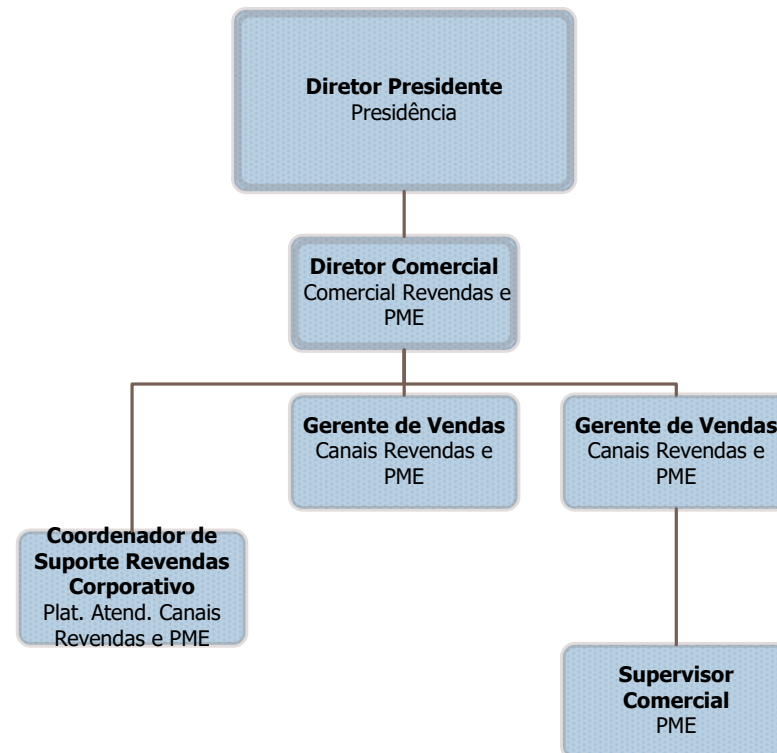 Diretor Presidente
Presidência
Diretor Comercial
Comercial Revendas e
PME
Gerente de Vendas
Canais Revendas e
PME
Gerente de Vendas
Canais Revendas e
PME
Coordenador de
Suporte Revendas
Corporativo
Plat. Atend. Canais
Revendas e PME
Supervisor
Comercial
PME